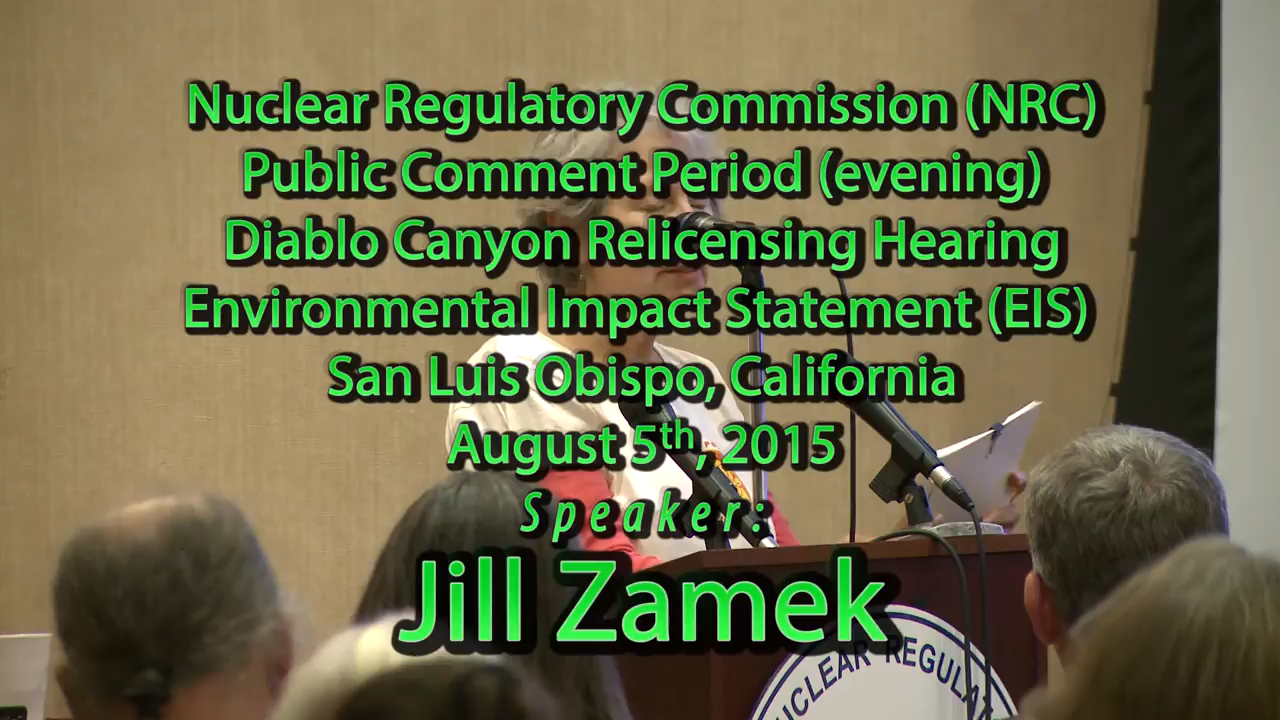 Nuclear Regulatory Commission (NRC)
Public Comment Period (evening)
Diablo Canyon Relicensing Hearing
Environmental Impact Statement (EIS)
San Luis Obispo, California
August 5th, 2015
Speaker:
Jill Zamek
NUCLEAR REGULA